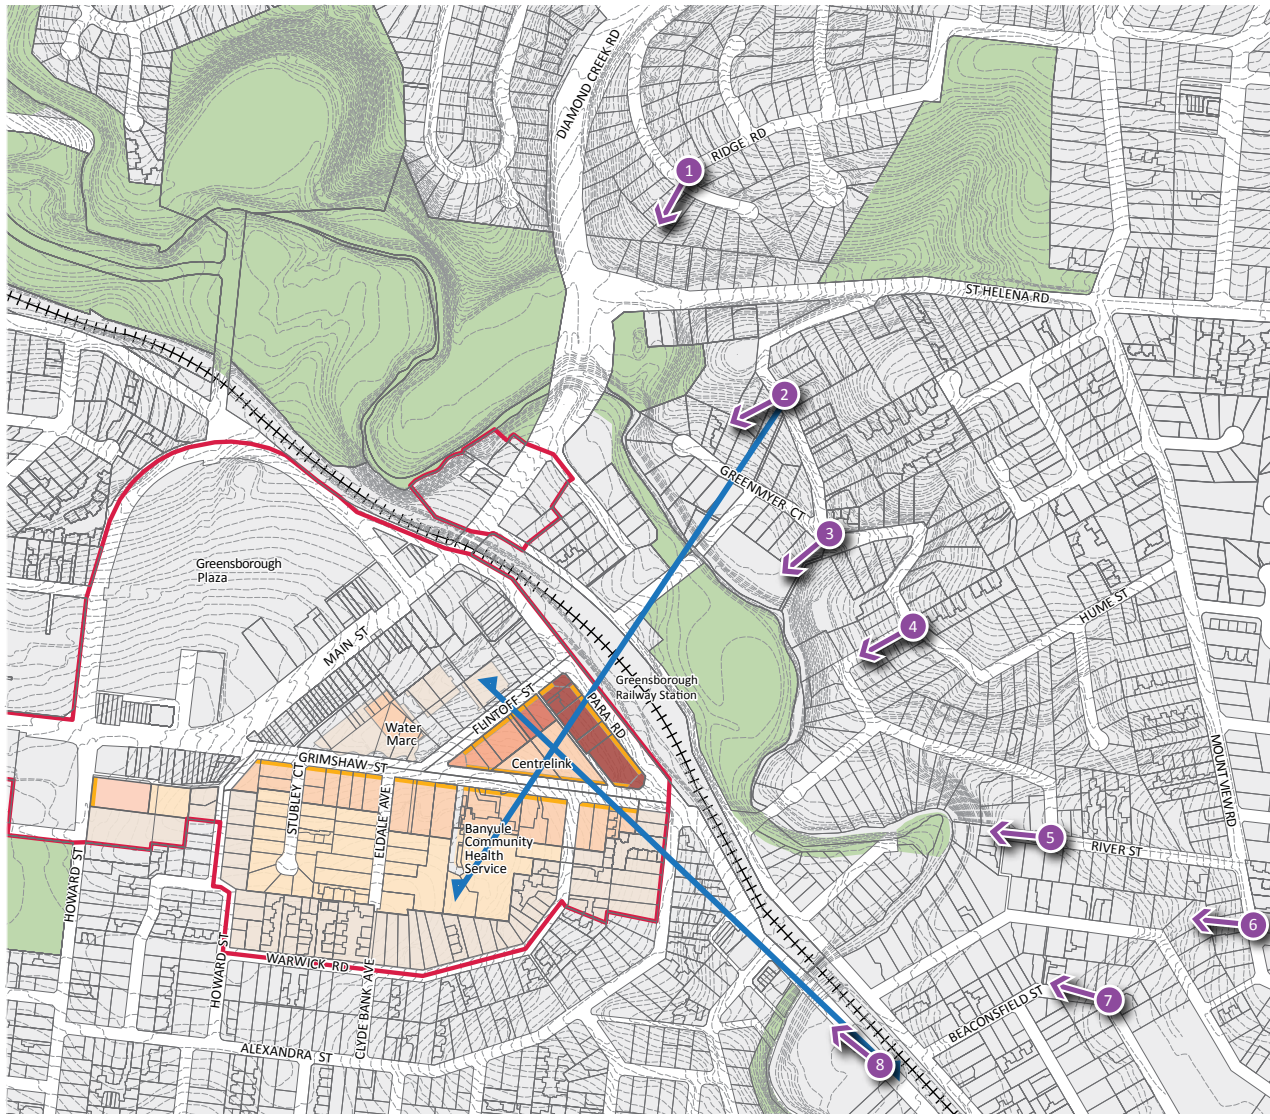 DIAMOND CREEK RD
1
RIDGE RD
ST HELENA RD
2
GREENMYER CT
3
Greensborough
Plaza
4
HUME ST
MAIN ST
Greensborough
Railway Station
FLINTOFF ST
PARA RD
Water
Marc
MOUNT VIEW RD
GRIMSHAW ST
Centrelink
STUBLEY CT
ELDALE AVE
Banyule
Community
Health
Service
5
RIVER ST
HOWARD ST
6
HOWARD ST
WARWICK RD
7
CLYDE BANK AVE
BEACONSFIELD ST
ALEXANDRA ST
8